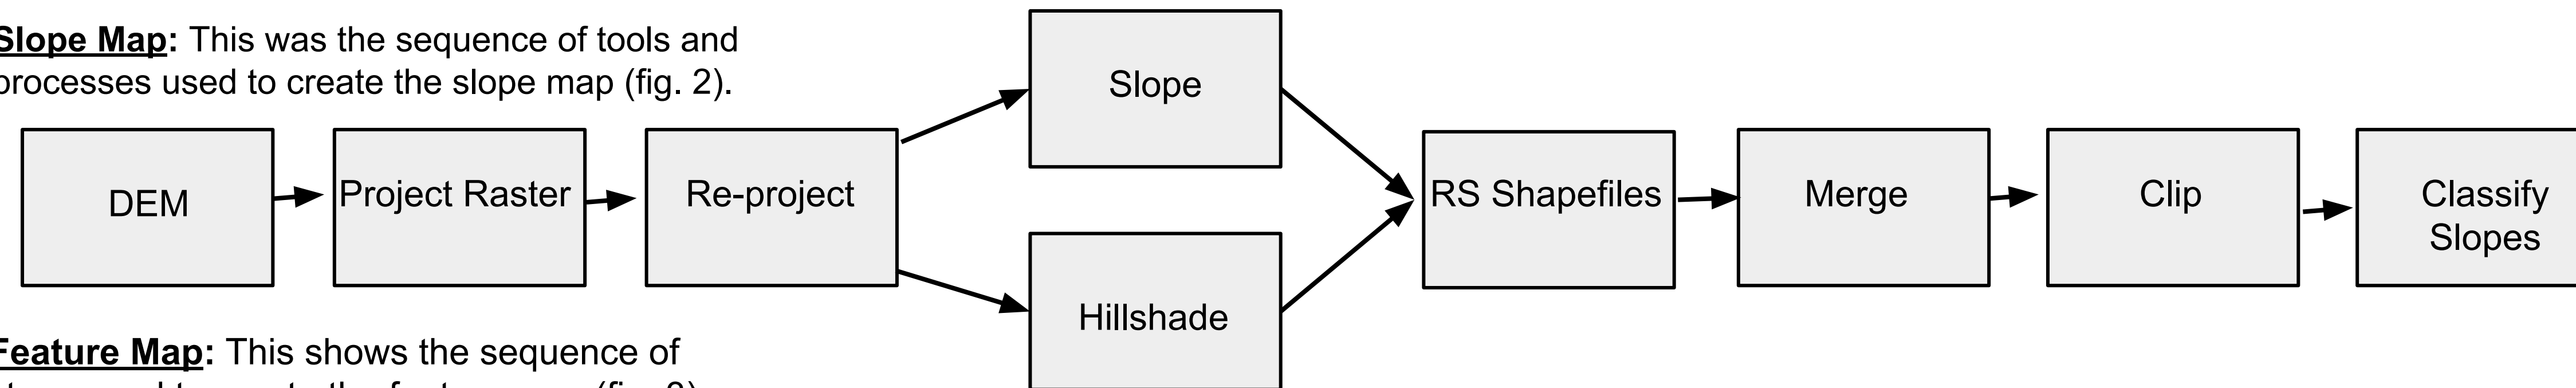 Slope Map: This was the sequence of tools and
processes used to create the slope map (fig. 2).
DEM
Project Raster
Re-project
Slope
Hillshade
RS Shapefiles
Merge
Clip
Classify
Slopes
Feature Map: This shows the sequence of